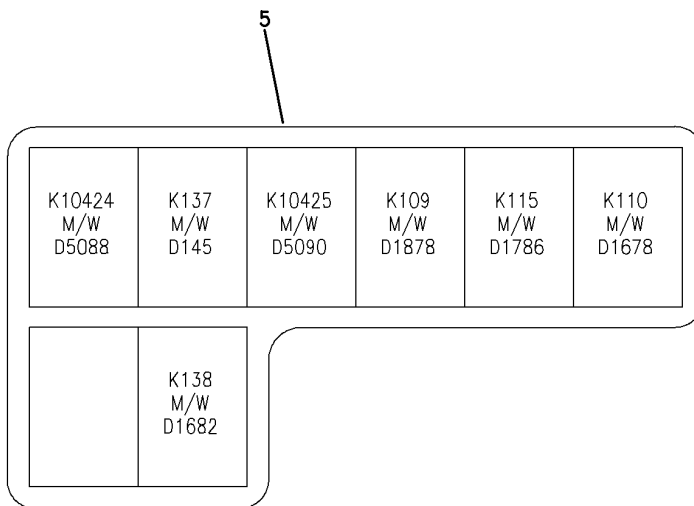 5
K10424
M/W
D5088
K137
M/W
D145
K10425
M/W
D5090
K109
M/W
D1878
K115
M/W
D1786
K110
M/W
D1678
K138
M/W
D1682